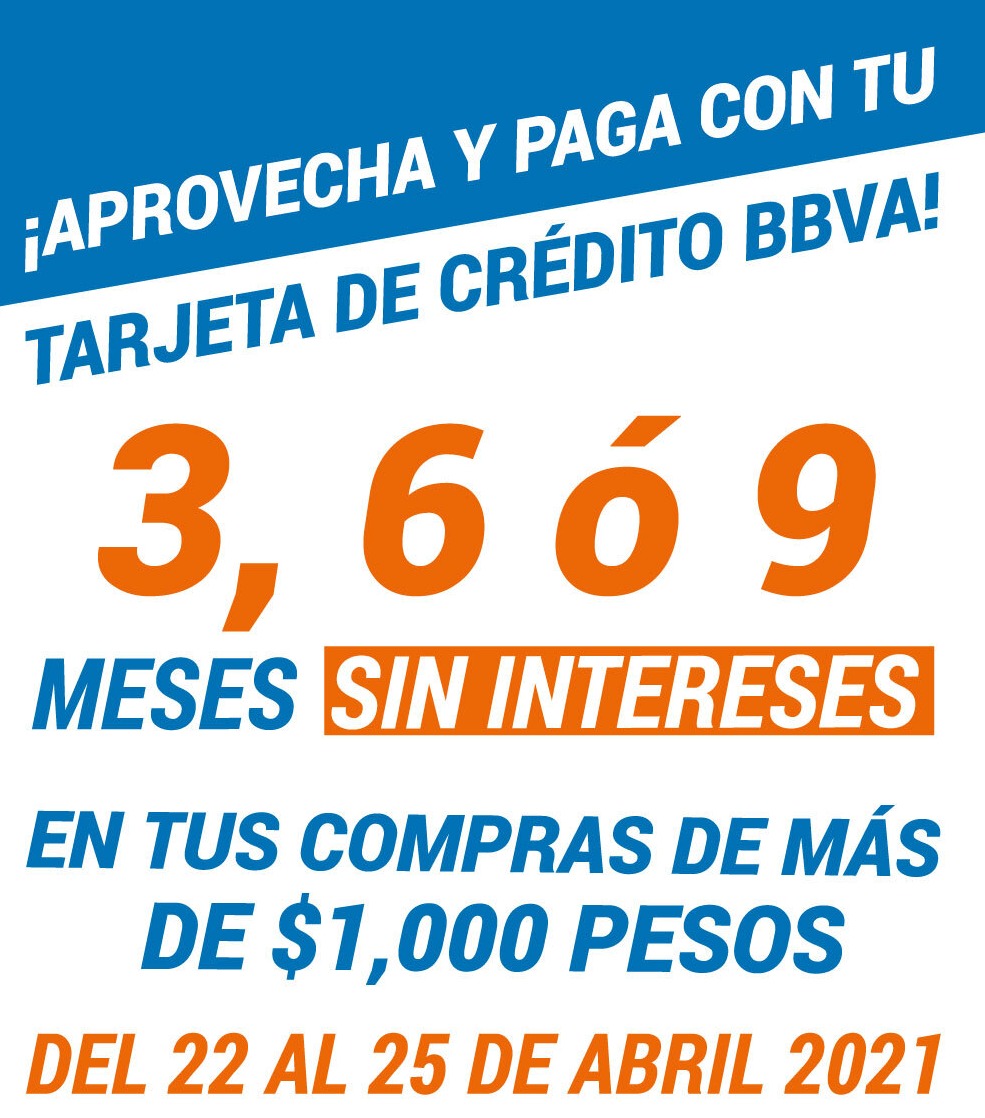 ¡APROVECHA Y PAGA CON TU
TARJETA DE CRÉDITO BBVA!
3, 6 ó 9
MESES SIN INTERESES
EN TUS COMPRAS DE MÁS
DE $1,000 PESOS
DEL 22 AL 25 DE ABRIL 2021